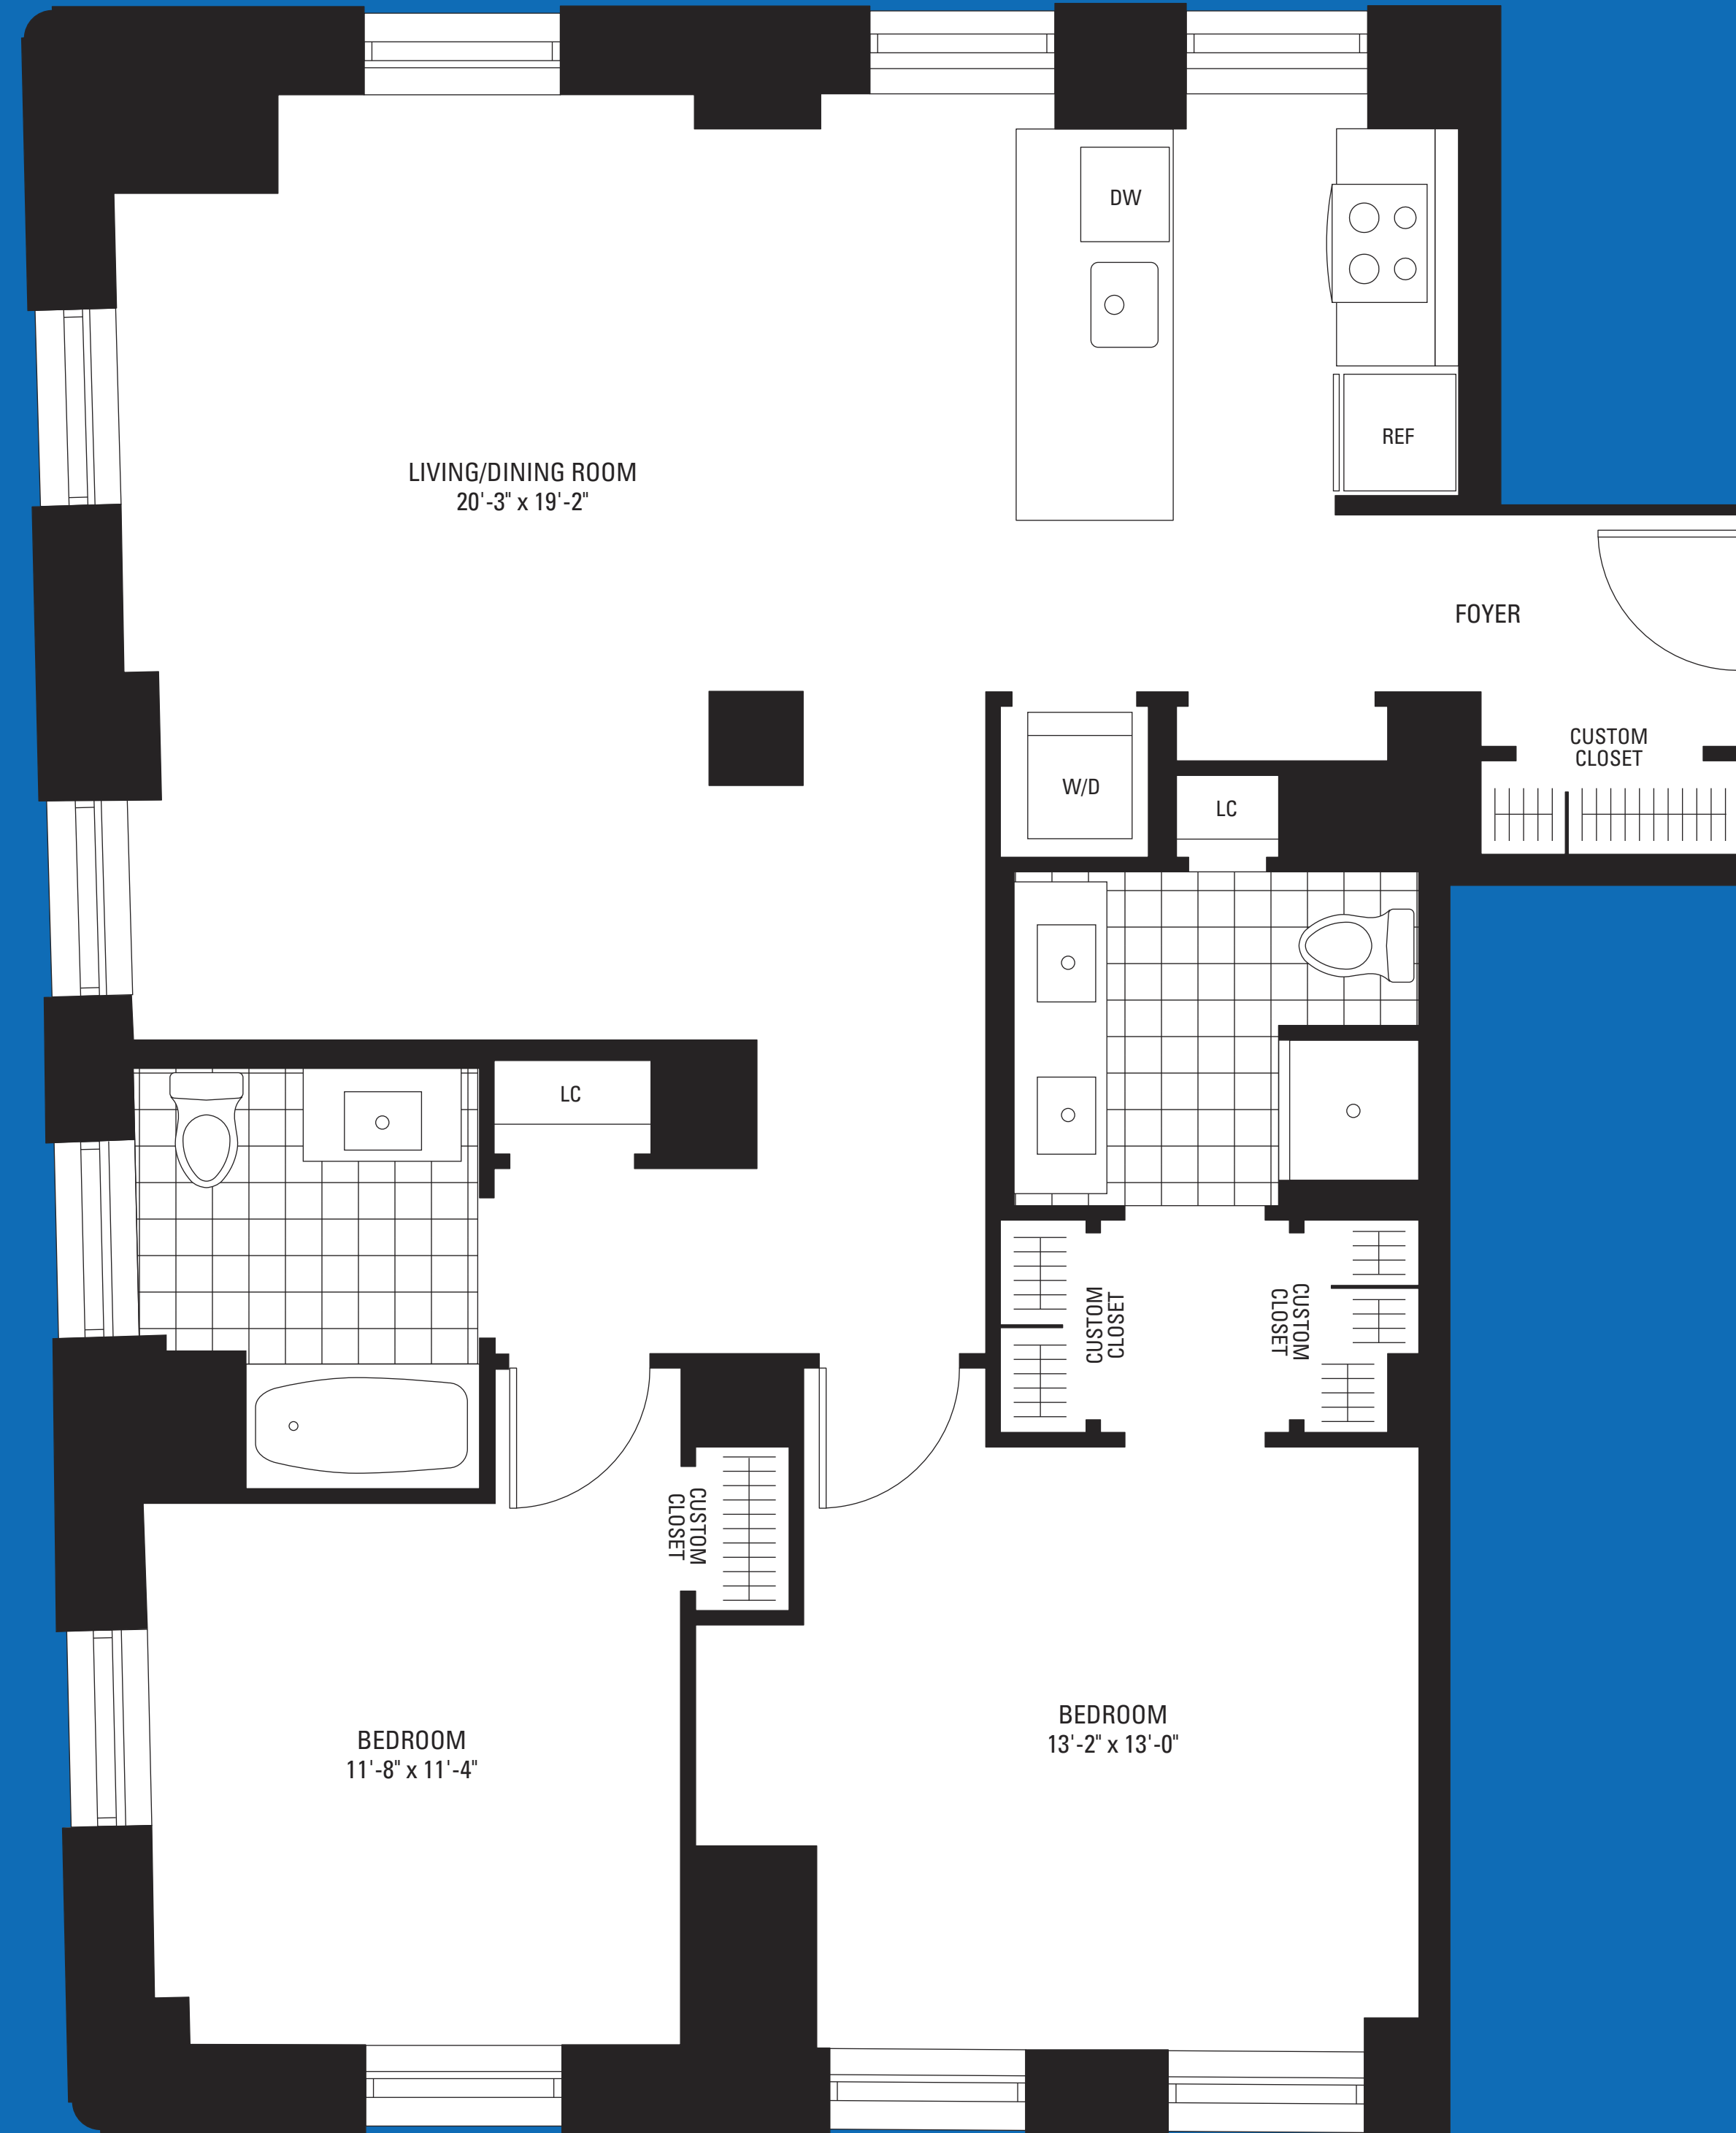 DW
REF
LIVING/DINING ROOM
20'-3" x 19'-2"
FOYER
CUSTOM
CLOSET
W/D
LC
LC
CUSTOM
CLOSET
CUSTOM
CLOSET
CUSTOM
CLOSET
BEDROOM
11'-8" x 11'-4"
BEDROOM
13'-2" x 13'-0"